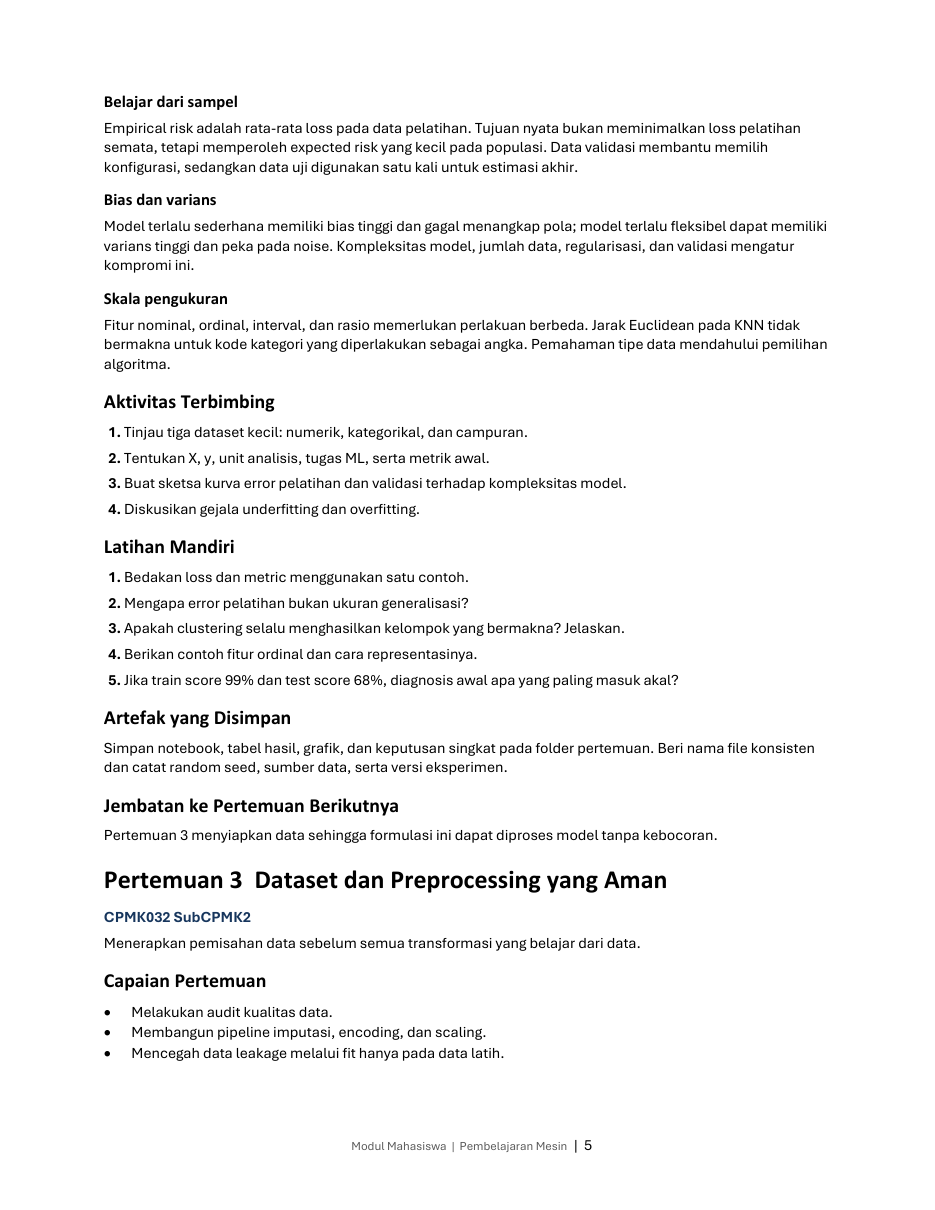 Belajar dari sampel
Empirical risk adalah rata-rata loss pada data pelatihan. Tujuan nyata bukan meminimalkan loss pelatihan
semata, tetapi memperoleh expected risk yang kecil pada populasi. Data validasi membantu memilih
konfigurasi, sedangkan data uji digunakan satu kali untuk estimasi akhir.
Bias dan varians
Model terlalu sederhana memiliki bias tinggi dan gagal menangkap pola; model terlalu fleksibel dapat memiliki
varians tinggi dan peka pada noise. Kompleksitas model, jumlah data, regularisasi, dan validasi mengatur
kompromi ini.
Skala pengukuran
Fitur nominal, ordinal, interval, dan rasio memerlukan perlakuan berbeda. Jarak Euclidean pada KNN tidak
bermakna untuk kode kategori yang diperlakukan sebagai angka. Pemahaman tipe data mendahului pemilihan
algoritma.
Aktivitas Terbimbing
1. Tinjau tiga dataset kecil: numerik, kategorikal, dan campuran.
2. Tentukan X, y, unit analisis, tugas ML, serta metrik awal.
3. Buat sketsa kurva error pelatihan dan validasi terhadap kompleksitas model.
4. Diskusikan gejala underfitting dan overfitting.
Latihan Mandiri
1. Bedakan loss dan metric menggunakan satu contoh.
2. Mengapa error pelatihan bukan ukuran generalisasi?
3. Apakah clustering selalu menghasilkan kelompok yang bermakna? Jelaskan.
4. Berikan contoh fitur ordinal dan cara representasinya.
5. Jika train score 99% dan test score 68%, diagnosis awal apa yang paling masuk akal?
Artefak yang Disimpan
Simpan notebook, tabel hasil, grafik, dan keputusan singkat pada folder pertemuan. Beri nama file konsisten
dan catat random seed, sumber data, serta versi eksperimen.
Jembatan ke Pertemuan Berikutnya
Pertemuan 3 menyiapkan data sehingga formulasi ini dapat diproses model tanpa kebocoran.
Pertemuan 3  Dataset dan Preprocessing yang Aman
CPMK032 SubCPMK2
Menerapkan pemisahan data sebelum semua transformasi yang belajar dari data.
Capaian Pertemuan
• Melakukan audit kualitas data.
• Membangun pipeline imputasi, encoding, dan scaling.
• Mencegah data leakage melalui fit hanya pada data latih.
Modul Mahasiswa | Pembelajaran Mesin | 5